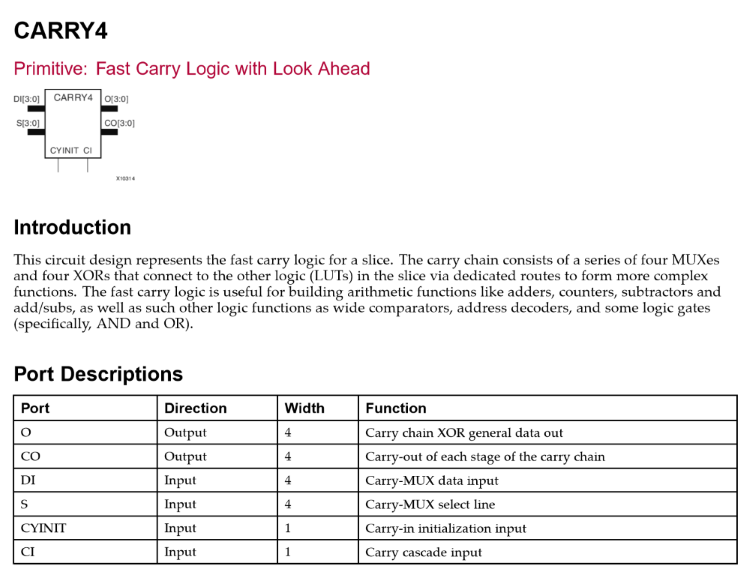 CARRY4
Primitive: Fast Carry Logic with Look Ahead
DI[3:0] CARRY4 O[3:0]
S[3:0] CO[3:0]
CYINIT CI
X10314
Introduction
This circuit design represents the fast carry logic for a slice. The carry chain consists of a series of four MUXes
and four XORs that connect to the other logic (LUTs) in the slice via dedicated routes to form more complex
functions. The fast carry logic is useful for building arithmetic functions like adders, counters, subtractors and
add/subs, as well as such other logic functions as wide comparators, address decoders, and some logic gates
(specifically, AND and OR).
Port Descriptions
Port Direction Width Function
O Output 4 Carry chain XOR general data out
CO Output 4 Carry-out of each stage of the carry chain
DI Input 4 Carry-MUX data input
S Input 4 Carry-MUX select line
CYINIT Input 1 Carry-in initialization input
CI Input 1 Carry cascade input